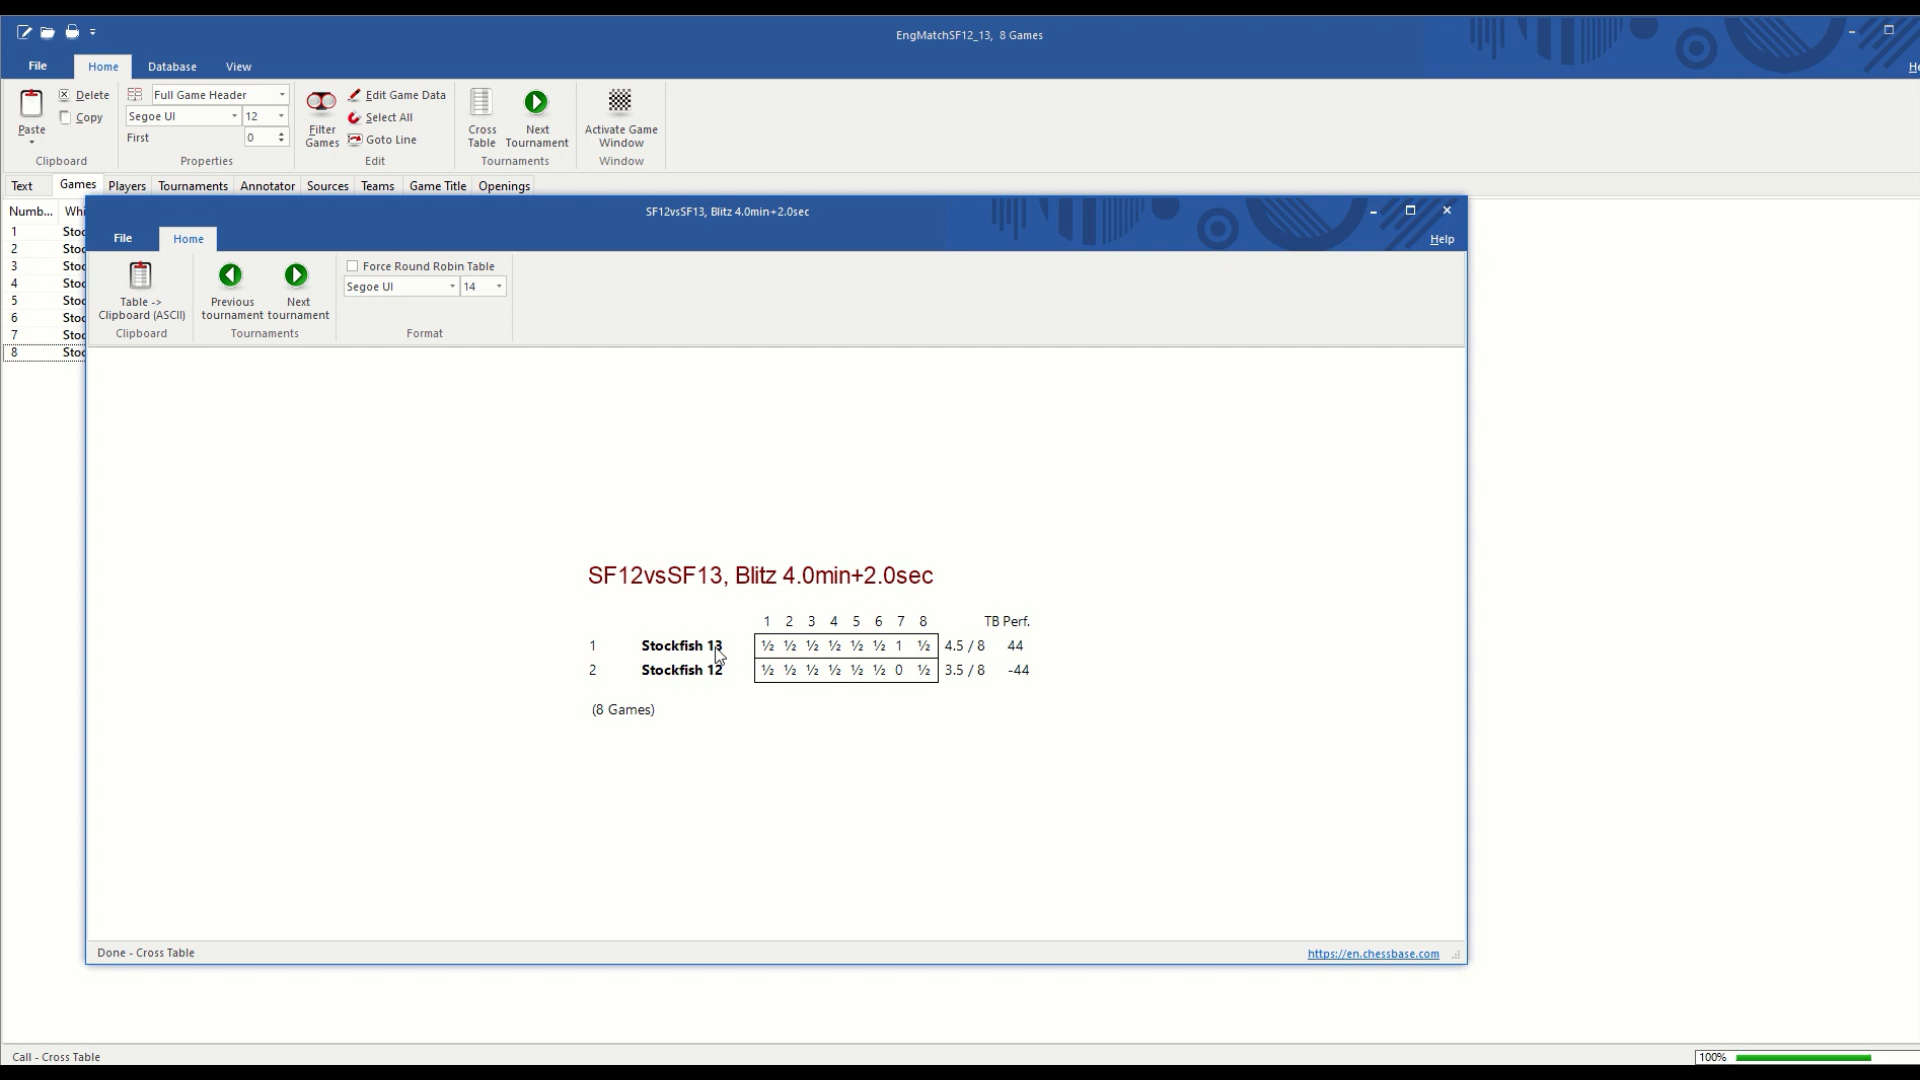 EngMatchSF12_13, 8 Games
File Home Database View
Paste
Delete
Copy
Clipboard
Full Game Header
Segoe UI 12
First 0
Properties
Filter Games
Edit Game Data
Select All
Goto Line
Edit
Cross Table
Next Tournament
Tournaments
Activate Game Window
Window
Text Games Players Tournaments Annotator Sources Teams Game Title Openings
Numb...
1
2
3
4
5
6
7
8
SF12vsSF13, Blitz 4.0min+2.0sec
File Home Help
Table ->
Clipboard (ASCII)
Clipboard
Previous tournament
Next tournament
Tournaments
Force Round Robin Table
Segoe UI 14
Format
SF12vsSF13, Blitz 4.0min+2.0sec
1 2 3 4 5 6 7 8 TB Perf.
1 Stockfish 13 ½ ½ ½ ½ ½ ½ 1 ½ 4.5 / 8 44
2 Stockfish 12 ½ ½ ½ ½ ½ ½ 0 ½ 3.5 / 8 -44
(8 Games)
Done - Cross Table
https://en.chessbase.com
Call - Cross Table
100%